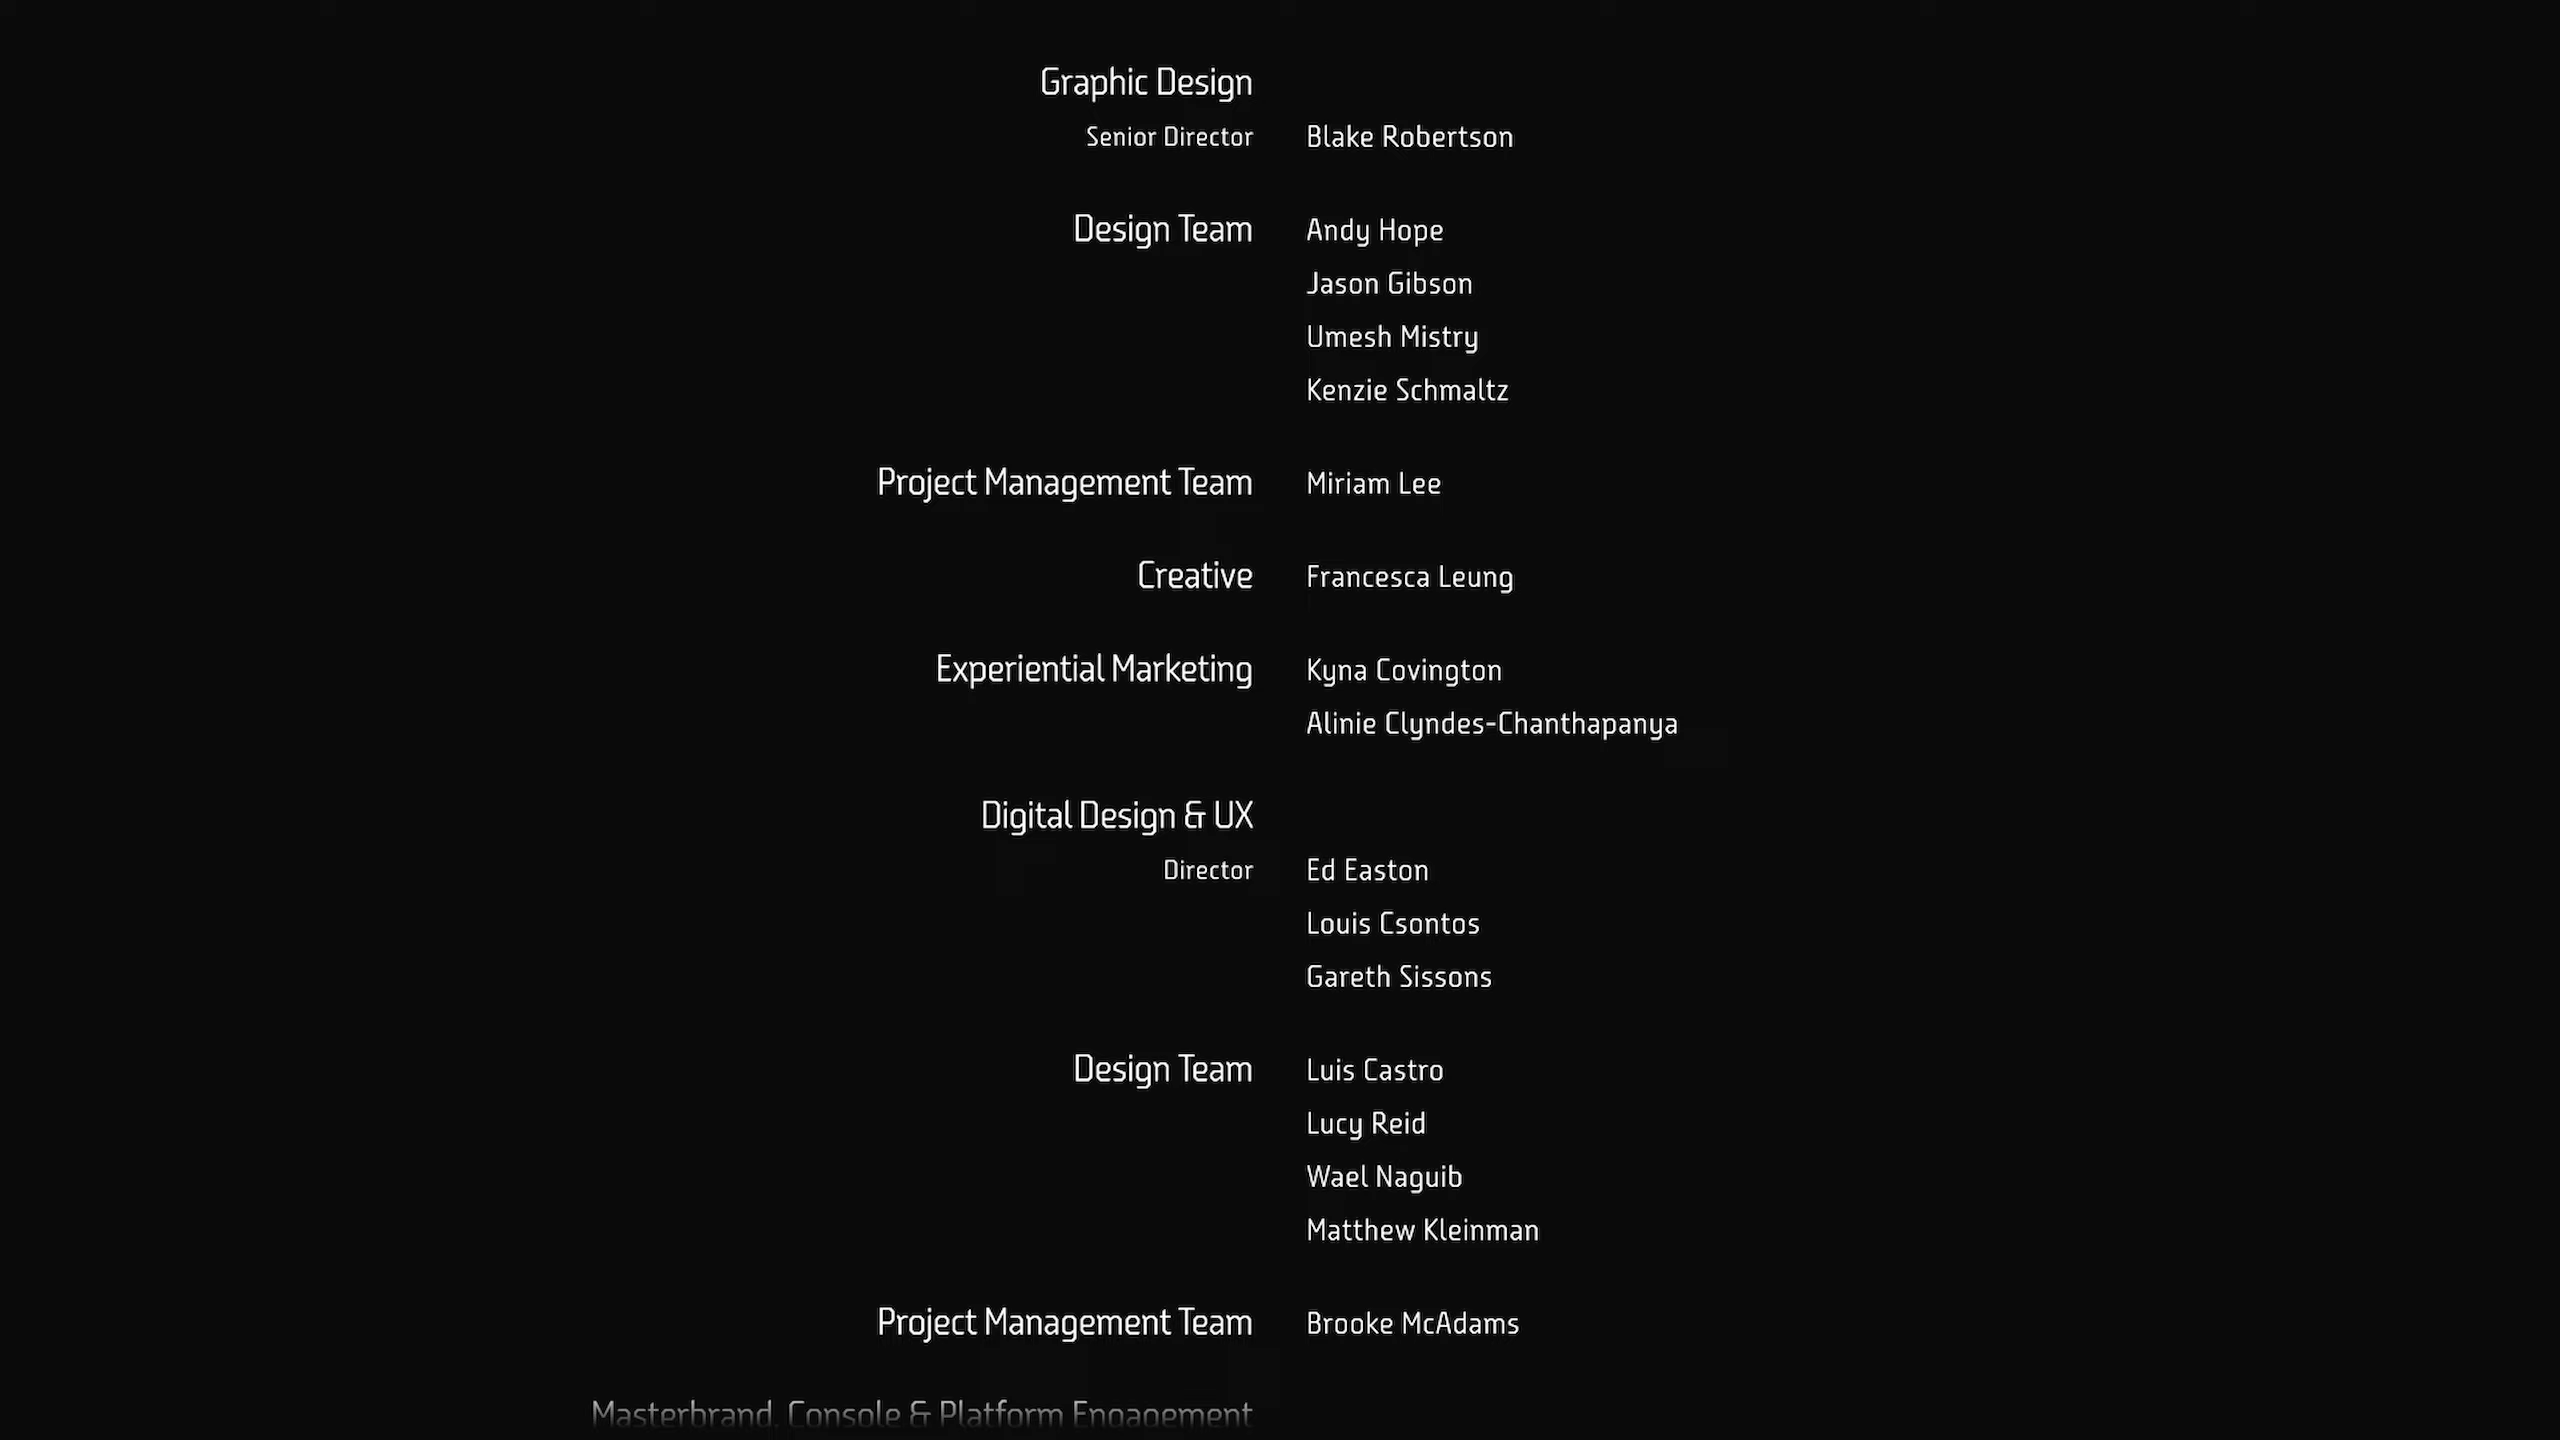 Graphic Design
Senior Director Blake Robertson
Design Team Andy Hope
Jason Gibson
Umesh Mistry
Kenzie Schmaltz
Project Management Team Miriam Lee
Creative Francesca Leung
Experiential Marketing Kyna Covington
Alinie Clyndes-Chanthapanya
Digital Design & UX
Director Ed Easton
Louis Csontos
Gareth Sissons
Design Team Luis Castro
Lucy Reid
Wael Naguib
Matthew Kleinman
Project Management Team Brooke McAdams
Masterbrand, Console & Platform Engagement